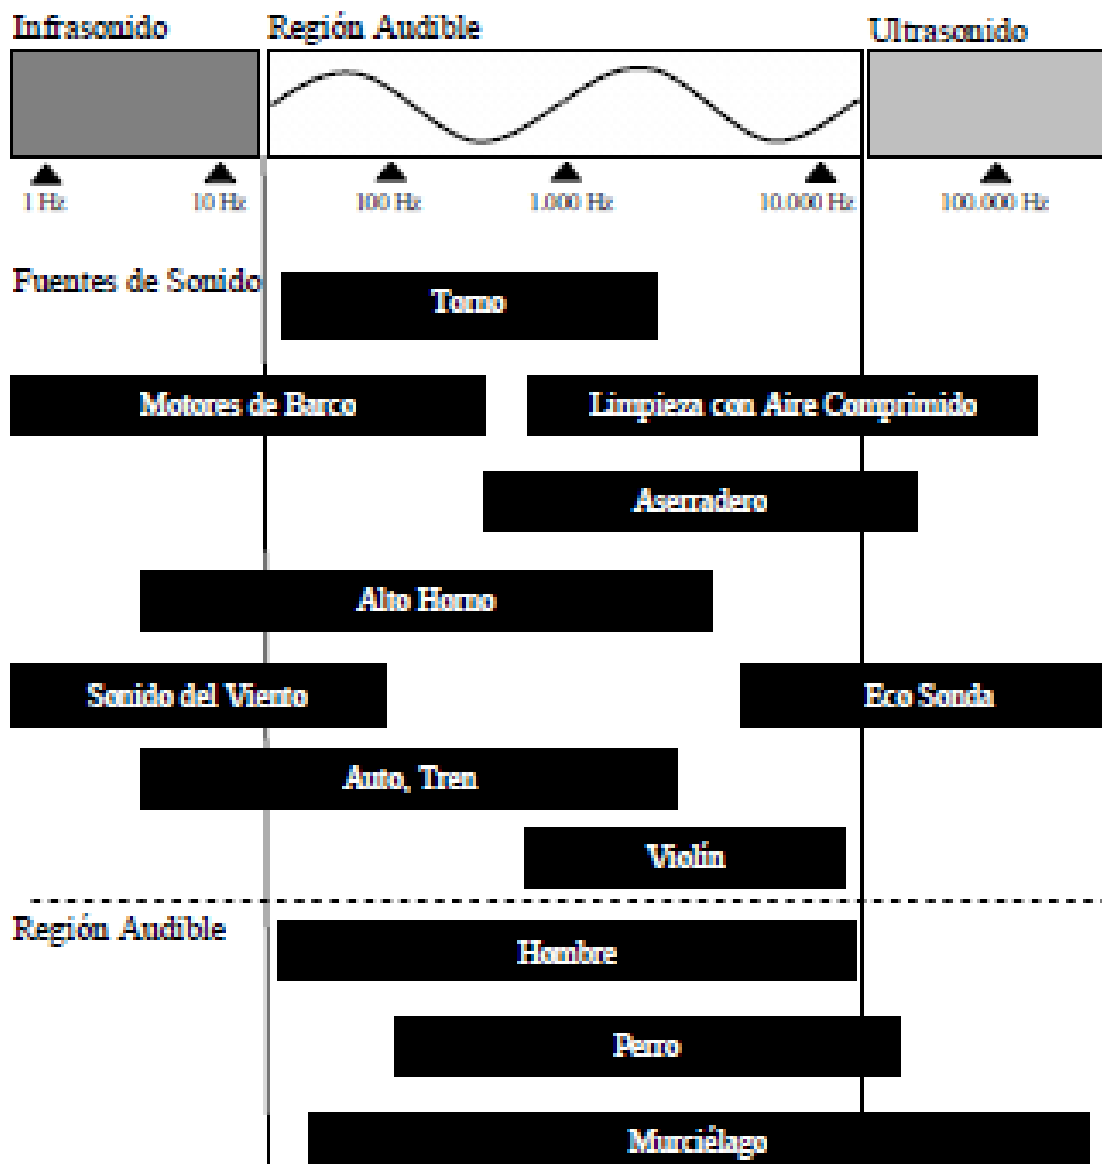 Infrasonido
Región Audible
Ultrasonido
1 Hz
10 Hz
100 Hz
1.000 Hz
10.000 Hz
100.000 Hz
Fuentes de Sonido
Torno
Motores de Barco
Limpieza con Aire Comprimido
Aserradero
Alto Horno
Sonido del Viento
Eco Sonda
Auto, Tren
Violín
Región Audible
Hombre
Perro
Murciélago